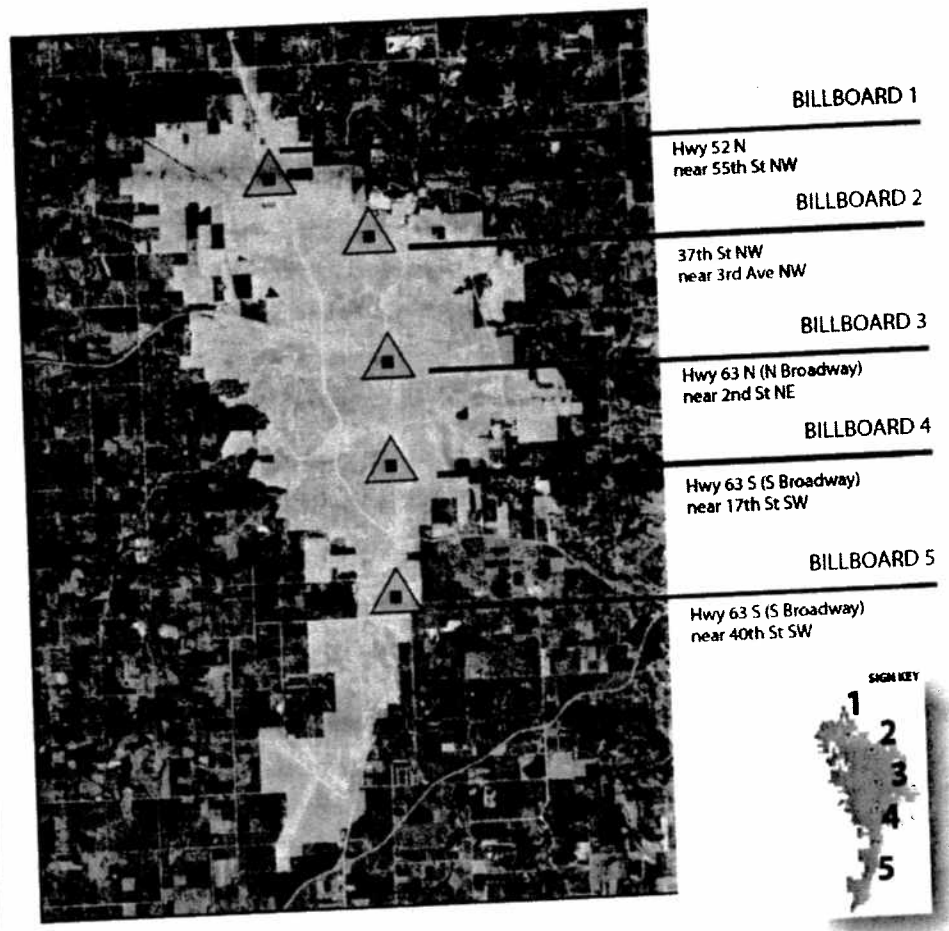 BILLBOARD 1
Hwy 52 N
near 55th St NW
BILLBOARD 2
37th St NW
near 3rd Ave NW
BILLBOARD 3
Hwy 63 N (N Broadway)
near 2nd St NE
BILLBOARD 4
Hwy 63 S (S Broadway)
near 17th St SW
BILLBOARD 5
Hwy 63 S (S Broadway)
near 40th St SW
SIGN KEY
1
2
3
4
5